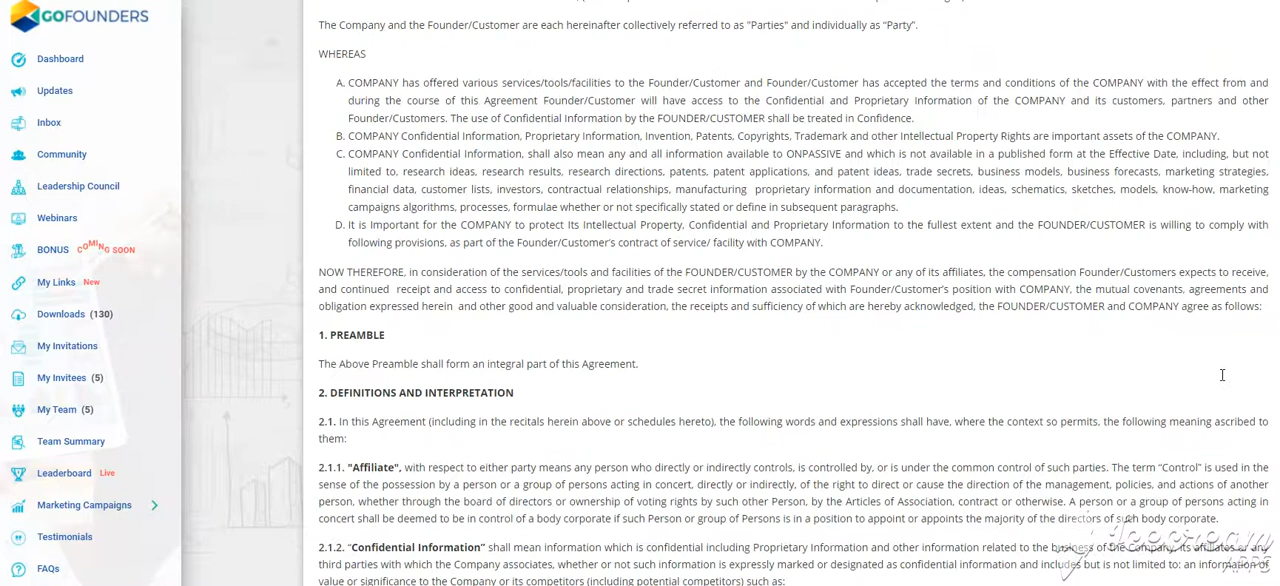 GOFOUNDERS
Dashboard
Updates
Inbox
Community
Leadership Council
Webinars
BONUS COMING SOON
My Links New
Downloads (130)
My Invitations
My Invitees (5)
My Team (5)
Team Summary
Leaderboard Live
Marketing Campaigns
Testimonials
FAQs
The Company and the Founder/Customer are each hereinafter collectively referred to as "Parties" and individually as “Party”.
WHEREAS
A. COMPANY has offered various services/tools/facilities to the Founder/Customer and Founder/Customer has accepted the terms and conditions of the COMPANY with the effect from and
during the course of this Agreement Founder/Customer will have access to the Confidential and Proprietary Information of the COMPANY and its customers, partners and other
Founder/Customers. The use of Confidential Information by the FOUNDER/CUSTOMER shall be treated in Confidence.
B. COMPANY Confidential Information, Proprietary Information, Invention, Patents, Copyrights, Trademark and other Intellectual Property Rights are important assets of the COMPANY.
C. COMPANY Confidential Information, shall also mean any and all information available to ONPASSIVE and which is not available in a published form at the Effective Date, including, but not
limited to, research ideas, research results, research directions, patents, patent applications, and patent ideas, trade secrets, business models, business forecasts, marketing strategies,
financial data, customer lists, investors, contractual relationships, manufacturing proprietary information and documentation, ideas, schematics, sketches, models, know-how, marketing
campaigns algorithms, processes, formulae whether or not specifically stated or define in subsequent paragraphs.
D. It is Important for the COMPANY to protect Its Intellectual Property, Confidential and Proprietary Information to the fullest extent and the FOUNDER/CUSTOMER is willing to comply with
following provisions, as part of the Founder/Customer’s contract of service/ facility with COMPANY.
NOW THEREFORE, in consideration of the services/tools and facilities of the FOUNDER/CUSTOMER by the COMPANY or any of its affiliates, the compensation Founder/Customers expects to receive,
and continued receipt and access to confidential, proprietary and trade secret information associated with Founder/Customer’s position with COMPANY, the mutual covenants, agreements and
obligation expressed herein and other good and valuable consideration, the receipts and sufficiency of which are hereby acknowledged, the FOUNDER/CUSTOMER and COMPANY agree as follows:
1. PREAMBLE
The Above Preamble shall form an integral part of this Agreement.
2. DEFINITIONS AND INTERPRETATION
2.1. In this Agreement (including in the recitals herein above or schedules hereto), the following words and expressions shall have, where the context so permits, the following meaning ascribed to
them:
2.1.1. "Affiliate", with respect to either party means any person who directly or indirectly controls, is controlled by, or is under the common control of such parties. The term “Control” is used in the
sense of the possession by a person or a group of persons acting in concert, directly or indirectly, of the right to direct or cause the direction of the management, policies, and actions of another
person, whether through the board of directors or ownership of voting rights by such other Person, by the Articles of Association, contract or otherwise. A person or a group of persons acting in
concert shall be deemed to be in control of a body corporate if such Person or group of Persons is in a position to appoint or appoints the majority of the directors of such body corporate.
2.1.2. “Confidential Information” shall mean information which is confidential including Proprietary Information and other information related to the business of the Company, its affiliates or any
third parties with which the Company associates, whether or not such information is expressly marked or designated as confidential information and includes but is not limited to: an information of
value or significance to the Company or its competitors (including potential competitors) such as:
APPS